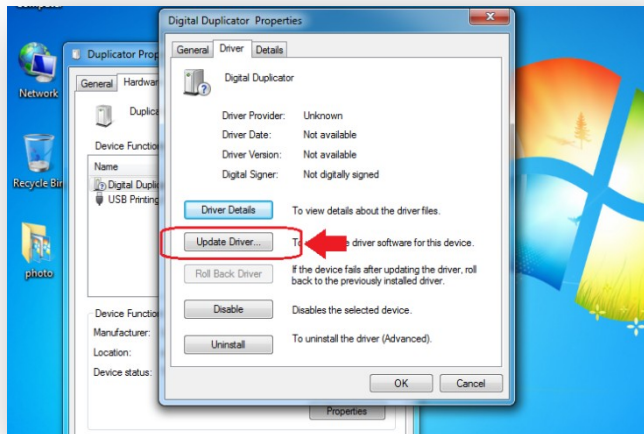 Network
Recycle Bin
photo
Duplicator Prop
General Hardwar
Duplica
Device Function
Name
Digital Duplic
USB Printing
Device Function
Manufacturer:
Location:
Device status:
Properties
Digital Duplicator Properties
General Driver Details
Digital Duplicator
Driver Provider: Unknown
Driver Date: Not available
Driver Version: Not available
Digital Signer: Not digitally signed
Driver Details To view details about the driver files.
Update Driver... To driver software for this device.
Roll Back Driver If the device fails after updating the driver, roll
back to the previously installed driver.
Disable Disables the selected device.
Uninstall To uninstall the driver (Advanced).
OK Cancel